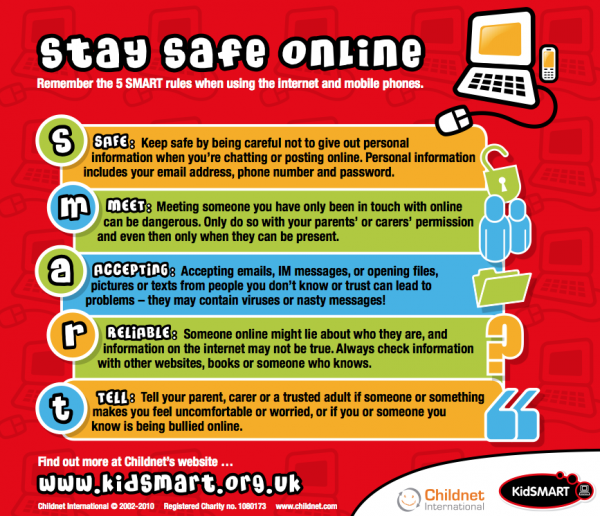 Stay Safe Online
Remember the 5 SMART rules when using the internet and mobile phones.
S
SAFE: Keep safe by being careful not to give out personal
information when you’re chatting or posting online. Personal information
includes your email address, phone number and password.
m
MEET: Meeting someone you have only been in touch with online
can be dangerous. Only do so with your parents’ or carers’ permission
and even then only when they can be present.
a
ACCEPTING: Accepting emails, IM messages, or opening files,
pictures or texts from people you don’t know or trust can lead to
problems – they may contain viruses or nasty messages!
r
RELIABLE: Someone online might lie about who they are, and
information on the internet may not be true. Always check information
with other websites, books or someone who knows.
?
t
TELL: Tell your parent, carer or a trusted adult if someone or something
makes you feel uncomfortable or worried, or if you or someone you
know is being bullied online.
Find out more at Childnet’s website ...
www.kidsmart.org.uk
Childnet International © 2002-2010 Registered Charity no. 1080173 www.childnet.com
Childnet
International
KidSMART